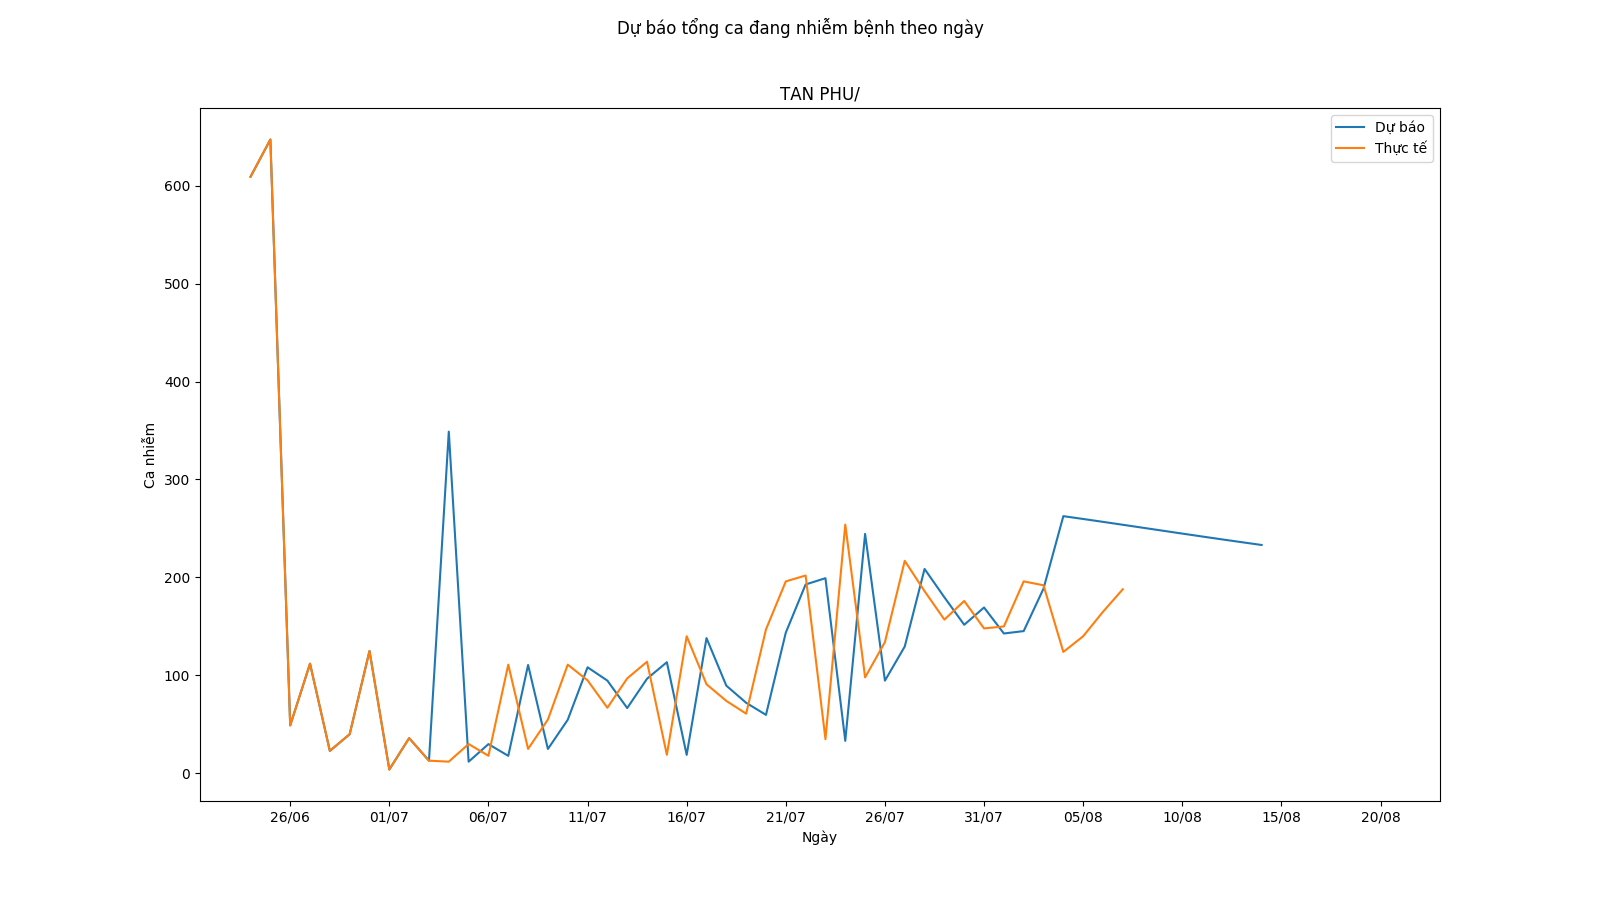 Dự báo tổng ca đang nhiễm bệnh theo ngày
TAN PHU/
Dự báo
Thực tế
600
500
400
300
200
100
0
Ca nhiễm
26/06 01/07 06/07 11/07 16/07 21/07 26/07 31/07 05/08 10/08 15/08 20/08
Ngày